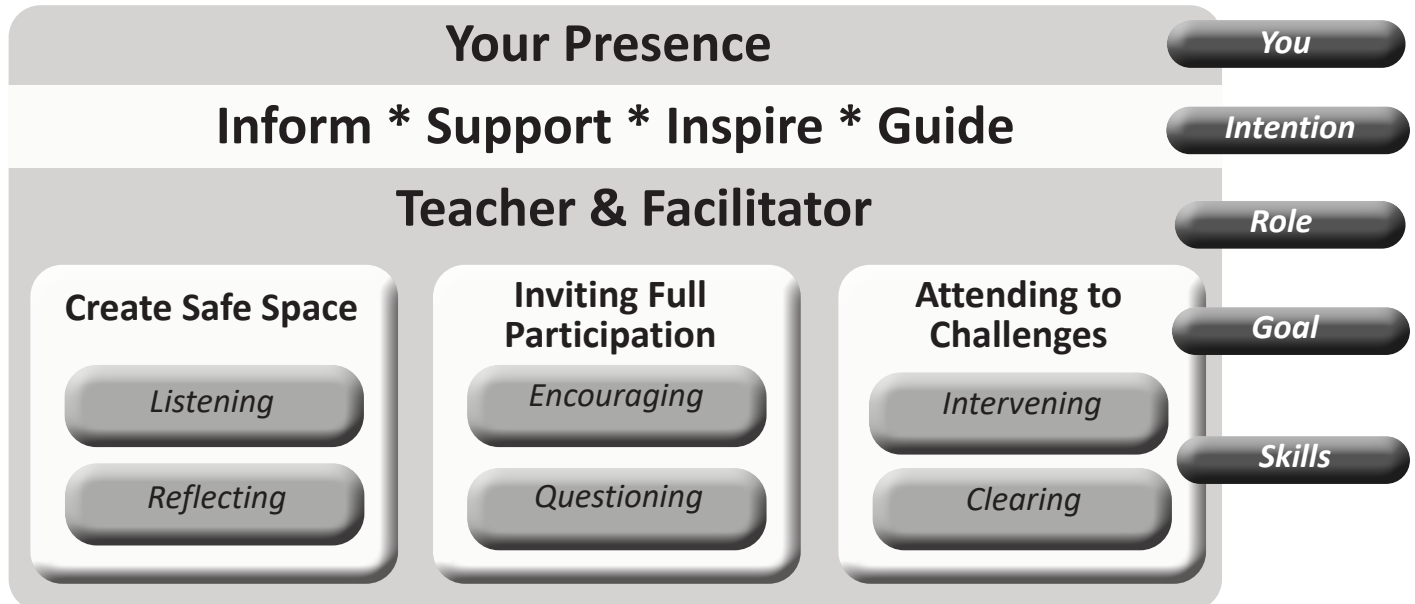 Your Presence
You
Inform * Support * Inspire * Guide
Intention
Teacher & Facilitator
Role
Create Safe Space
Inviting Full
Participation
Attending to
Challenges
Goal
Listening
Encouraging
Intervening
Skills
Reflecting
Questioning
Clearing